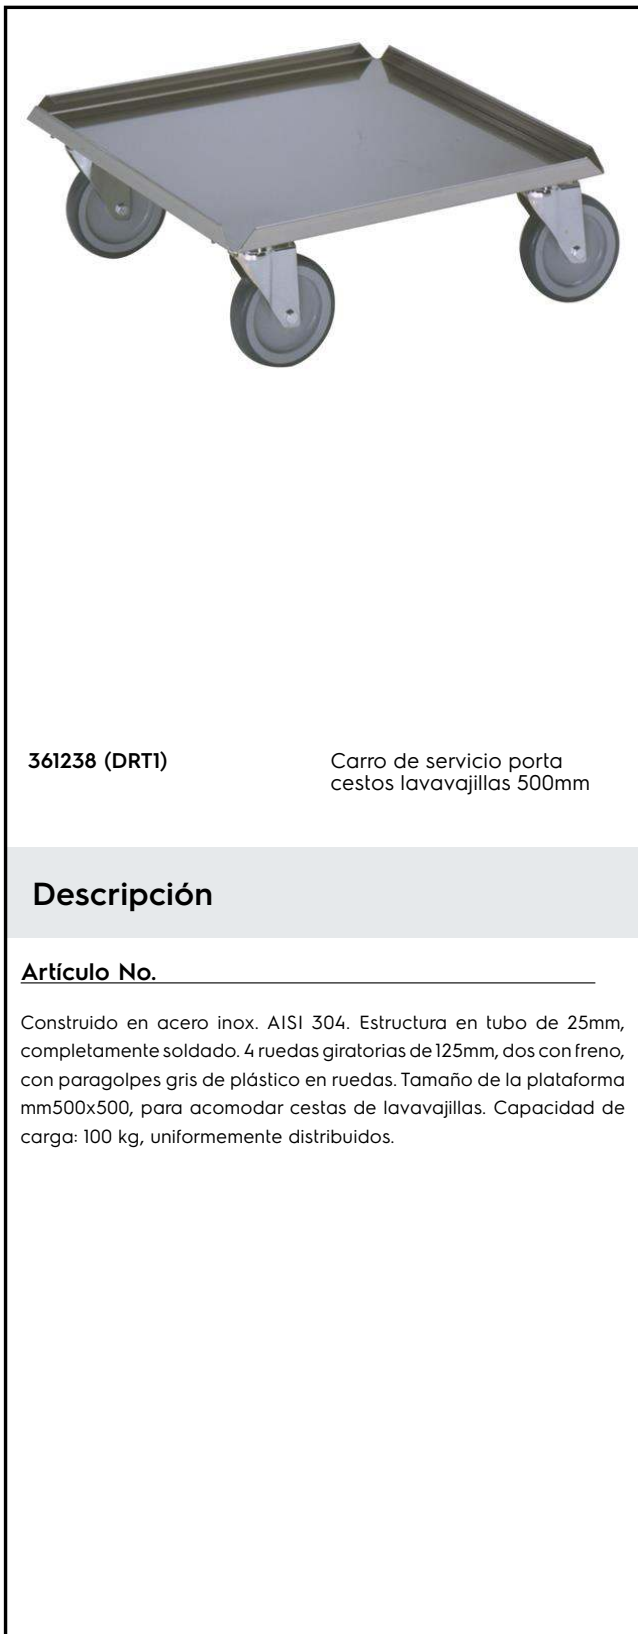 361238 (DRT1)
Carro de servicio porta
cestos lavavajillas 500mm
Descripción
Artículo No.
Construido en acero inox. AISI 304. Estructura en tubo de 25mm,
completamente soldado. 4 ruedas giratorias de 125mm, dos con freno,
con paragolpes gris de plástico en ruedas. Tamaño de la plataforma
mm500x500, para acomodar cestas de lavavajillas. Capacidad de
carga: 100 kg, uniformemente distribuidos.